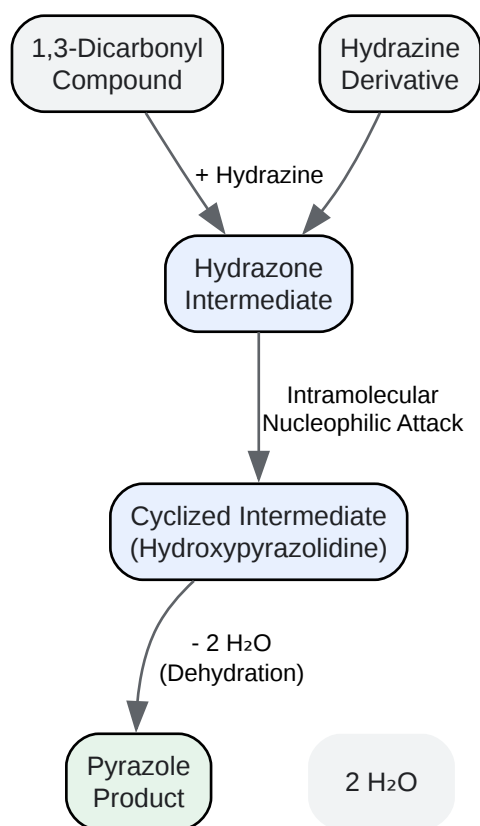 1,3-Dicarbonyl
Compound
Hydrazine
Derivative
+ Hydrazine
Hydrazone
Intermediate
Intramolecular
Nucleophilic Attack
Cyclized Intermediate
(Hydroxypyrazolidine)
- 2 H₂O
(Dehydration)
Pyrazole
Product
2 H₂O